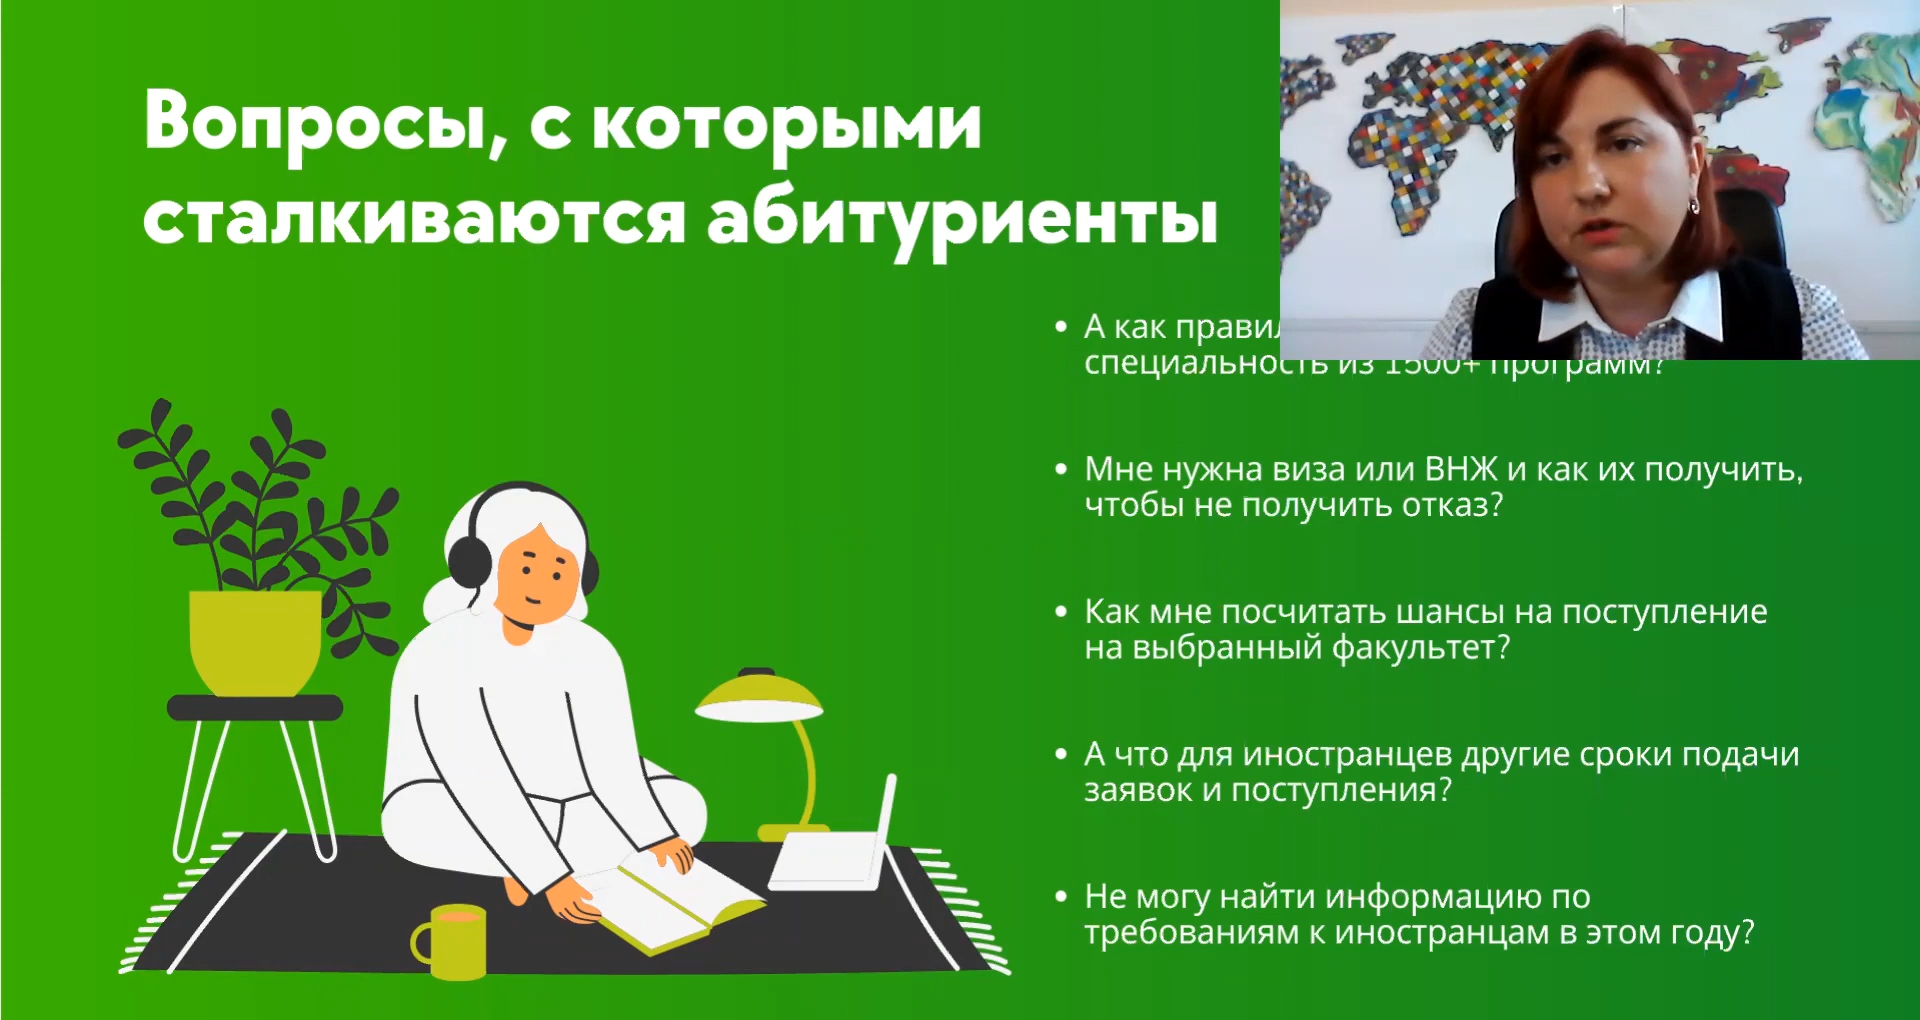 Вопросы, с которыми
сталкиваются абитуриенты
• А как
специальность из 1500+ программ?
• Мне нужна виза или ВНЖ и как их получить,
чтобы не получить отказ?
• Как мне посчитать шансы на поступление
на выбранный факультет?
• А что для иностранцев другие сроки подачи
заявок и поступления?
• Не могу найти информацию по
требованиям к иностранцам в этом году?